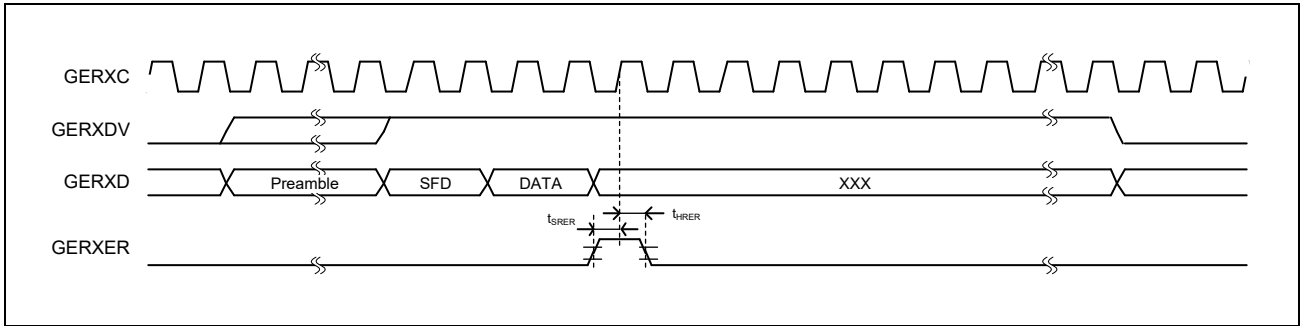 GERXC
GERXDV
GERXD Preamble SFD DATA XXX
tSRER tHRER
GERXER